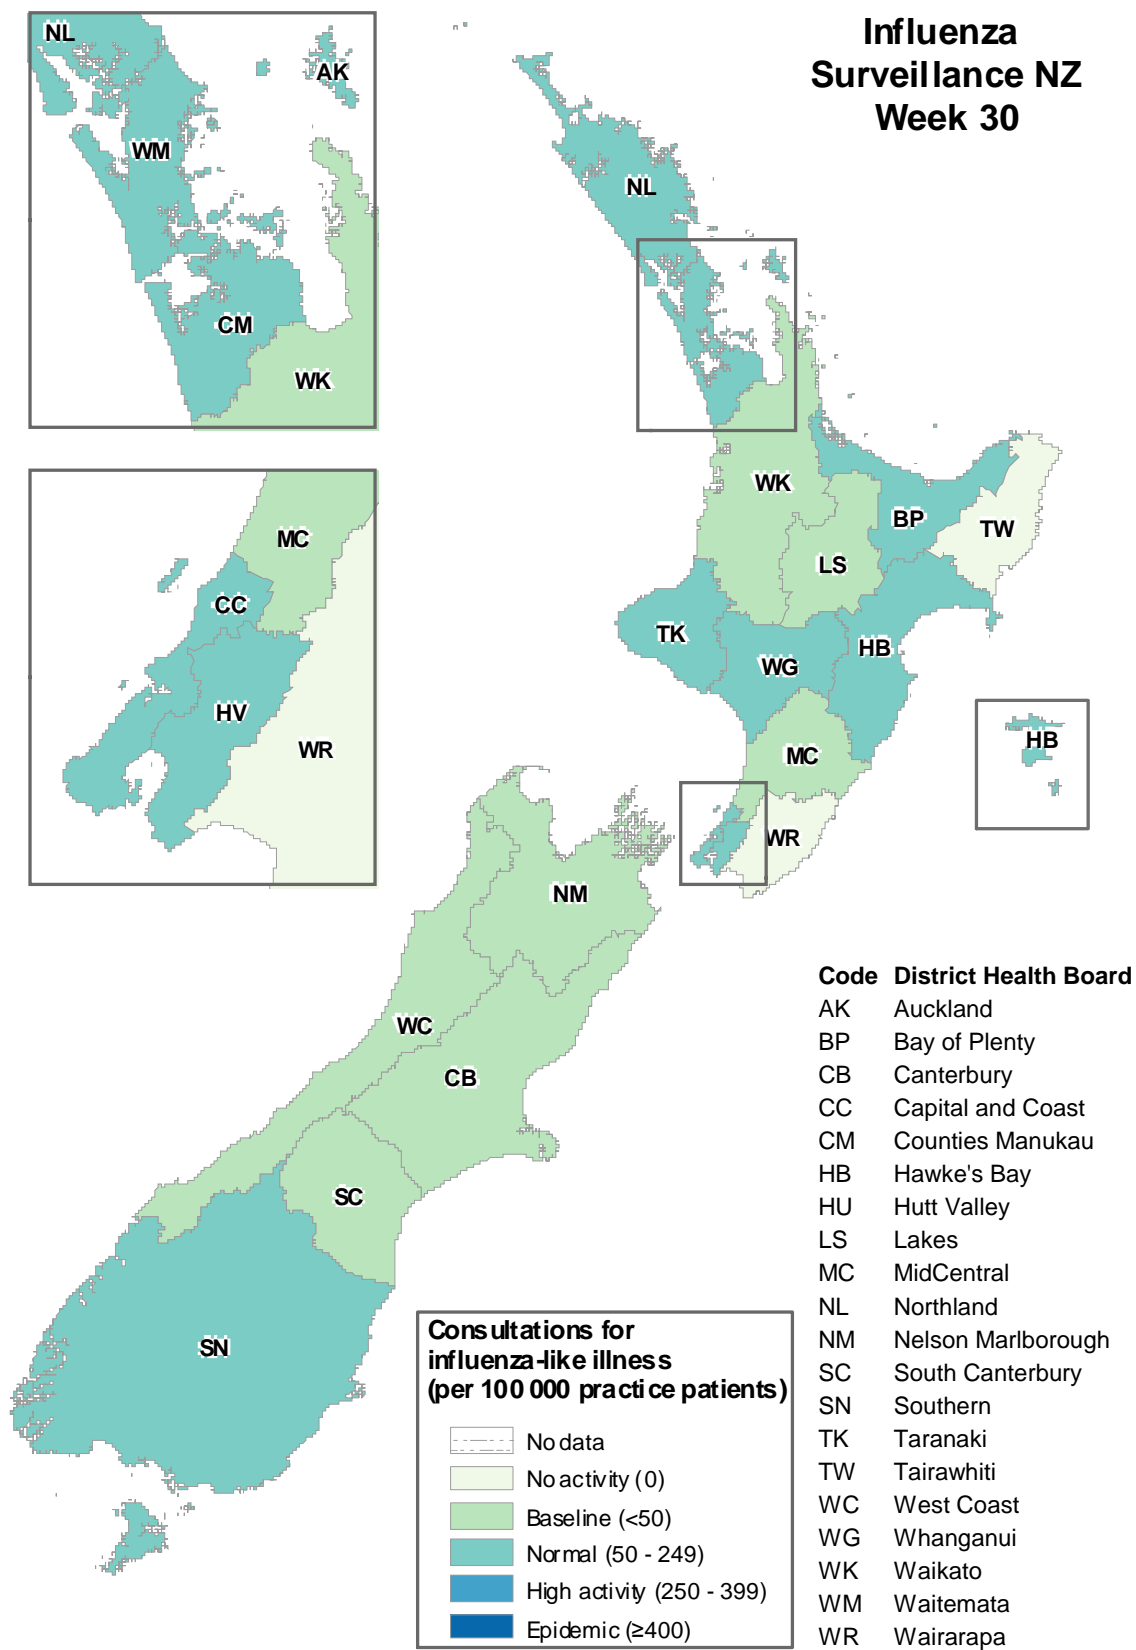 Influenza
Surveillance NZ
Week 30
NL
AK
WM
CM
WK
MC
CC
HV
WR
NL
WK
BP
TW
LS
TK
WG
HB
MC
WR
HB
NM
WC
CB
SC
SN
Code District Health Board
AK Auckland
BP Bay of Plenty
CB Canterbury
CC Capital and Coast
CM Counties Manukau
HB Hawke's Bay
HU Hutt Valley
LS Lakes
MC MidCentral
NL Northland
NM Nelson Marlborough
SC South Canterbury
SN Southern
TK Taranaki
TW Tairawhiti
WC West Coast
WG Whanganui
WK Waikato
WM Waitemata
WR Wairarapa
Consultations for
influenza-like illness
(per 100 000 practice patients)
No data
No activity (0)
Baseline (<50)
Normal (50 - 249)
High activity (250 - 399)
Epidemic (≥400)